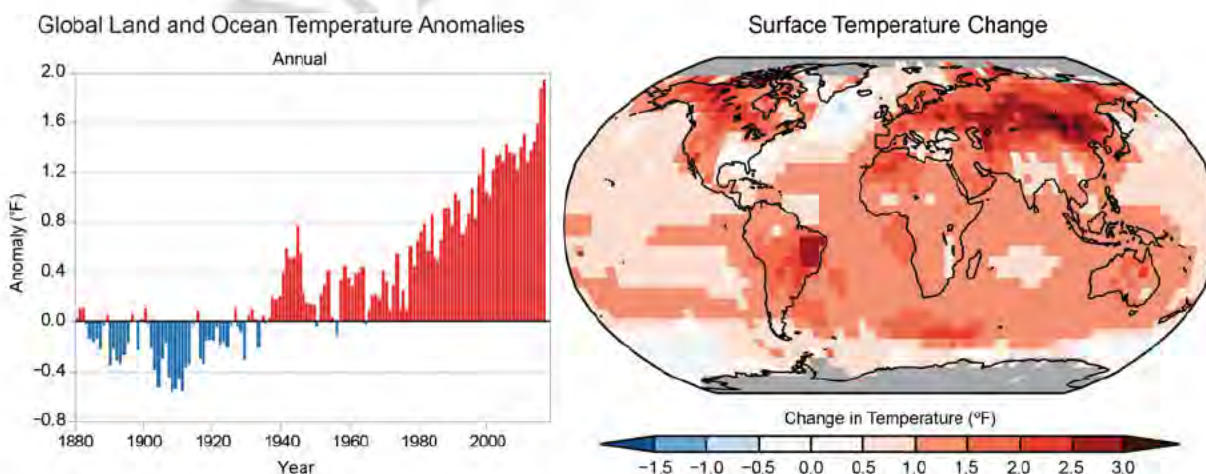 Global Land and Ocean Temperature Anomalies
Annual
2.0
1.6
1.2
0.8
0.4
0.0
−0.4
−0.8
Anomaly (°F)
1880 1900 1920 1940 1960 1980 2000
Year
Surface Temperature Change
Change in Temperature (ºF)
−1.5 −1.0 −0.5 0.0 0.5 1.0 1.5 2.0 2.5 3.0